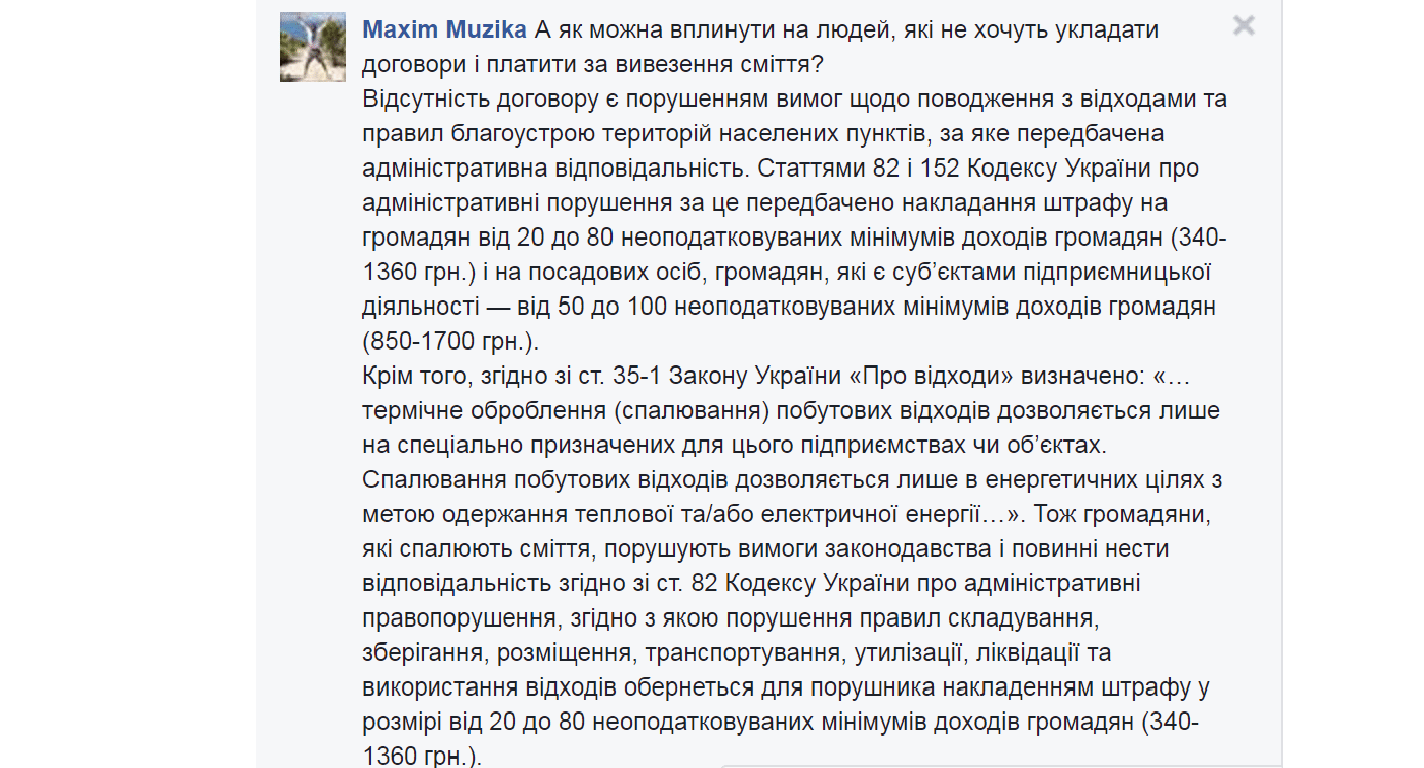 Maxim Muzika А як можна вплинути на людей, які не хочуть укладати
договори і платити за вивезення сміття?
Відсутність договору є порушенням вимог щодо поводження з відходами та
правил благоустрою територій населених пунктів, за яке передбачена
адміністративна відповідальність. Статтями 82 і 152 Кодексу України про
адміністративні порушення за це передбачено накладання штрафу на
громадян від 20 до 80 неоподатковуваних мінімумів доходів громадян (340-
1360 грн.) і на посадових осіб, громадян, які є суб’єктами підприємницької
діяльності — від 50 до 100 неоподатковуваних мінімумів доходів громадян
(850-1700 грн.).
Крім того, згідно зі ст. 35-1 Закону України «Про відходи» визначено: «…
термічне оброблення (спалювання) побутових відходів дозволяється лише
на спеціально призначених для цього підприємствах чи об’єктах.
Спалювання побутових відходів дозволяється лише в енергетичних цілях з
метою одержання теплової та/або електричної енергії…». Тож громадяни,
які спалюють сміття, порушують вимоги законодавства і повинні нести
відповідальність згідно зі ст. 82 Кодексу України про адміністративні
правопорушення, згідно з якою порушення правил складування,
зберігання, розміщення, транспортування, утилізації, ліквідації та
використання відходів обернеться для порушника накладенням штрафу у
розмірі від 20 до 80 неоподатковуваних мінімумів доходів громадян (340-
1360 грн.).